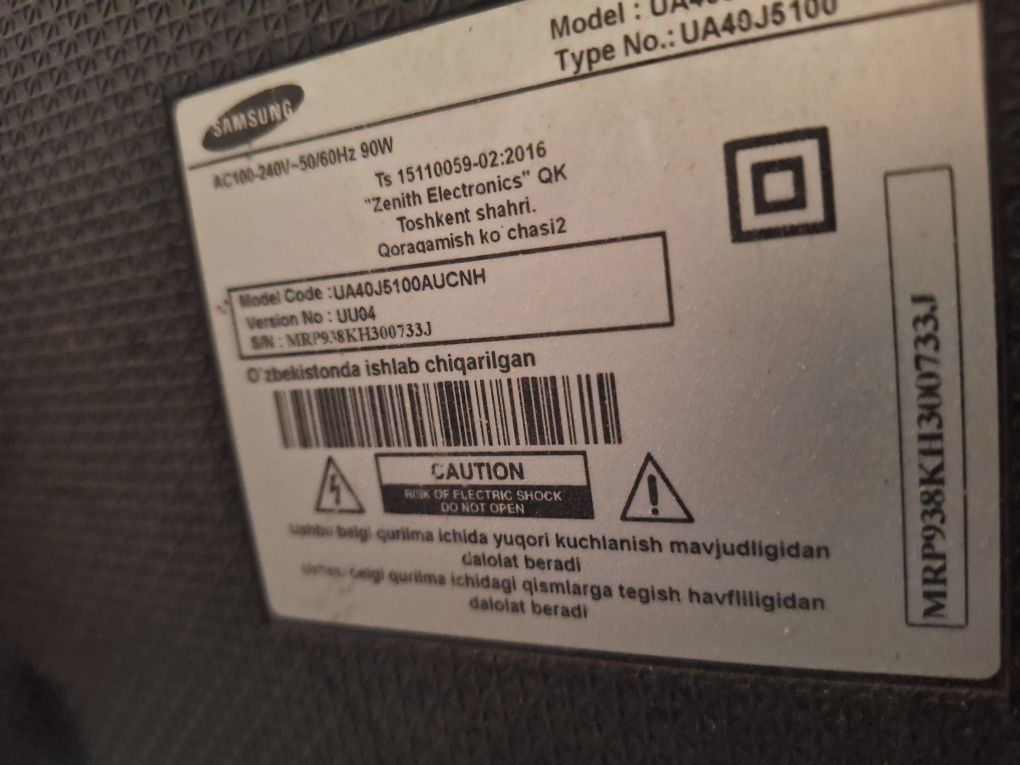 Model :
Type No.: UA40J5100
SAMSUNG
AC100-240V~50/60Hz 90W
Ts 15110059-02:2016
"Zenith Electronics" QK
Toshkent shahri.
Qoraqamish ko`chasi2
Model Code :UA40J5100AUCNH
Version No : UU04
S/N : MRP938KH300733J
O`zbekistonda ishlab chiqarilgan
CAUTION
RISK OF ELECTRIC SHOCK
DO NOT OPEN
Ushbu belgi qurilma ichida yuqori kuchlanish mavjudligidan
dalolat beradi
Ushbu belgi qurilma ichidagi qismlarga tegish havfliligidan
dalolat beradi
MRP938KH300733J